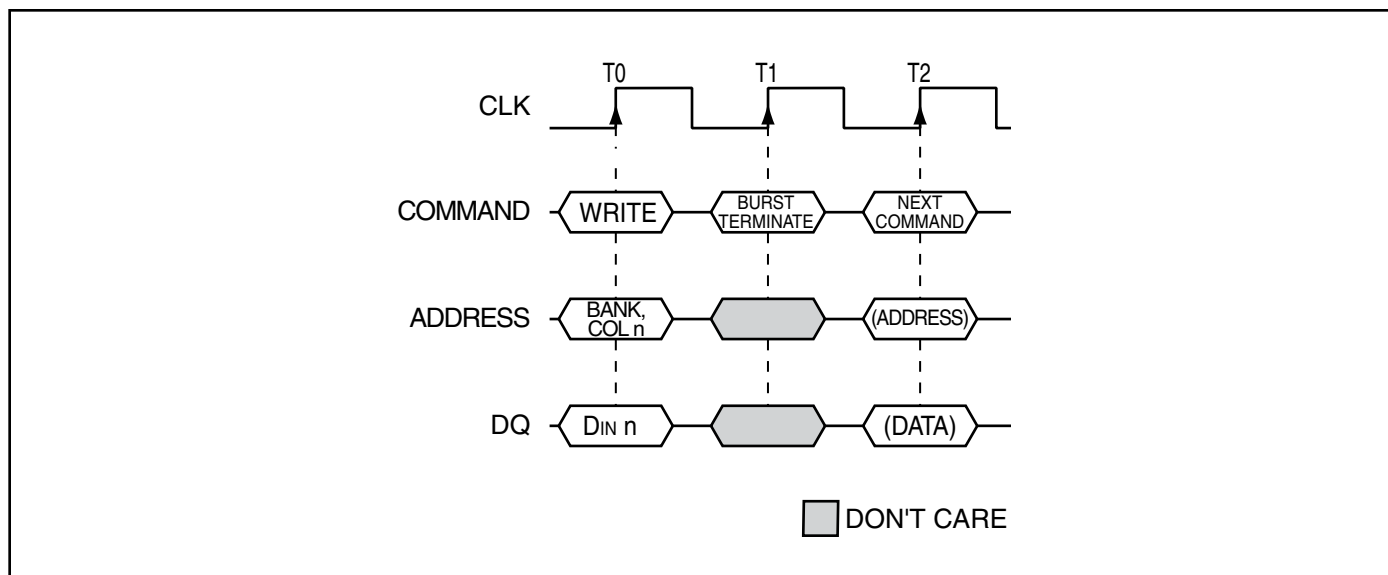 T0 T1 T2
CLK
COMMAND WRITE BURST TERMINATE NEXT COMMAND
ADDRESS BANK, COL n (ADDRESS)
DQ DIN n (DATA)
DON'T CARE